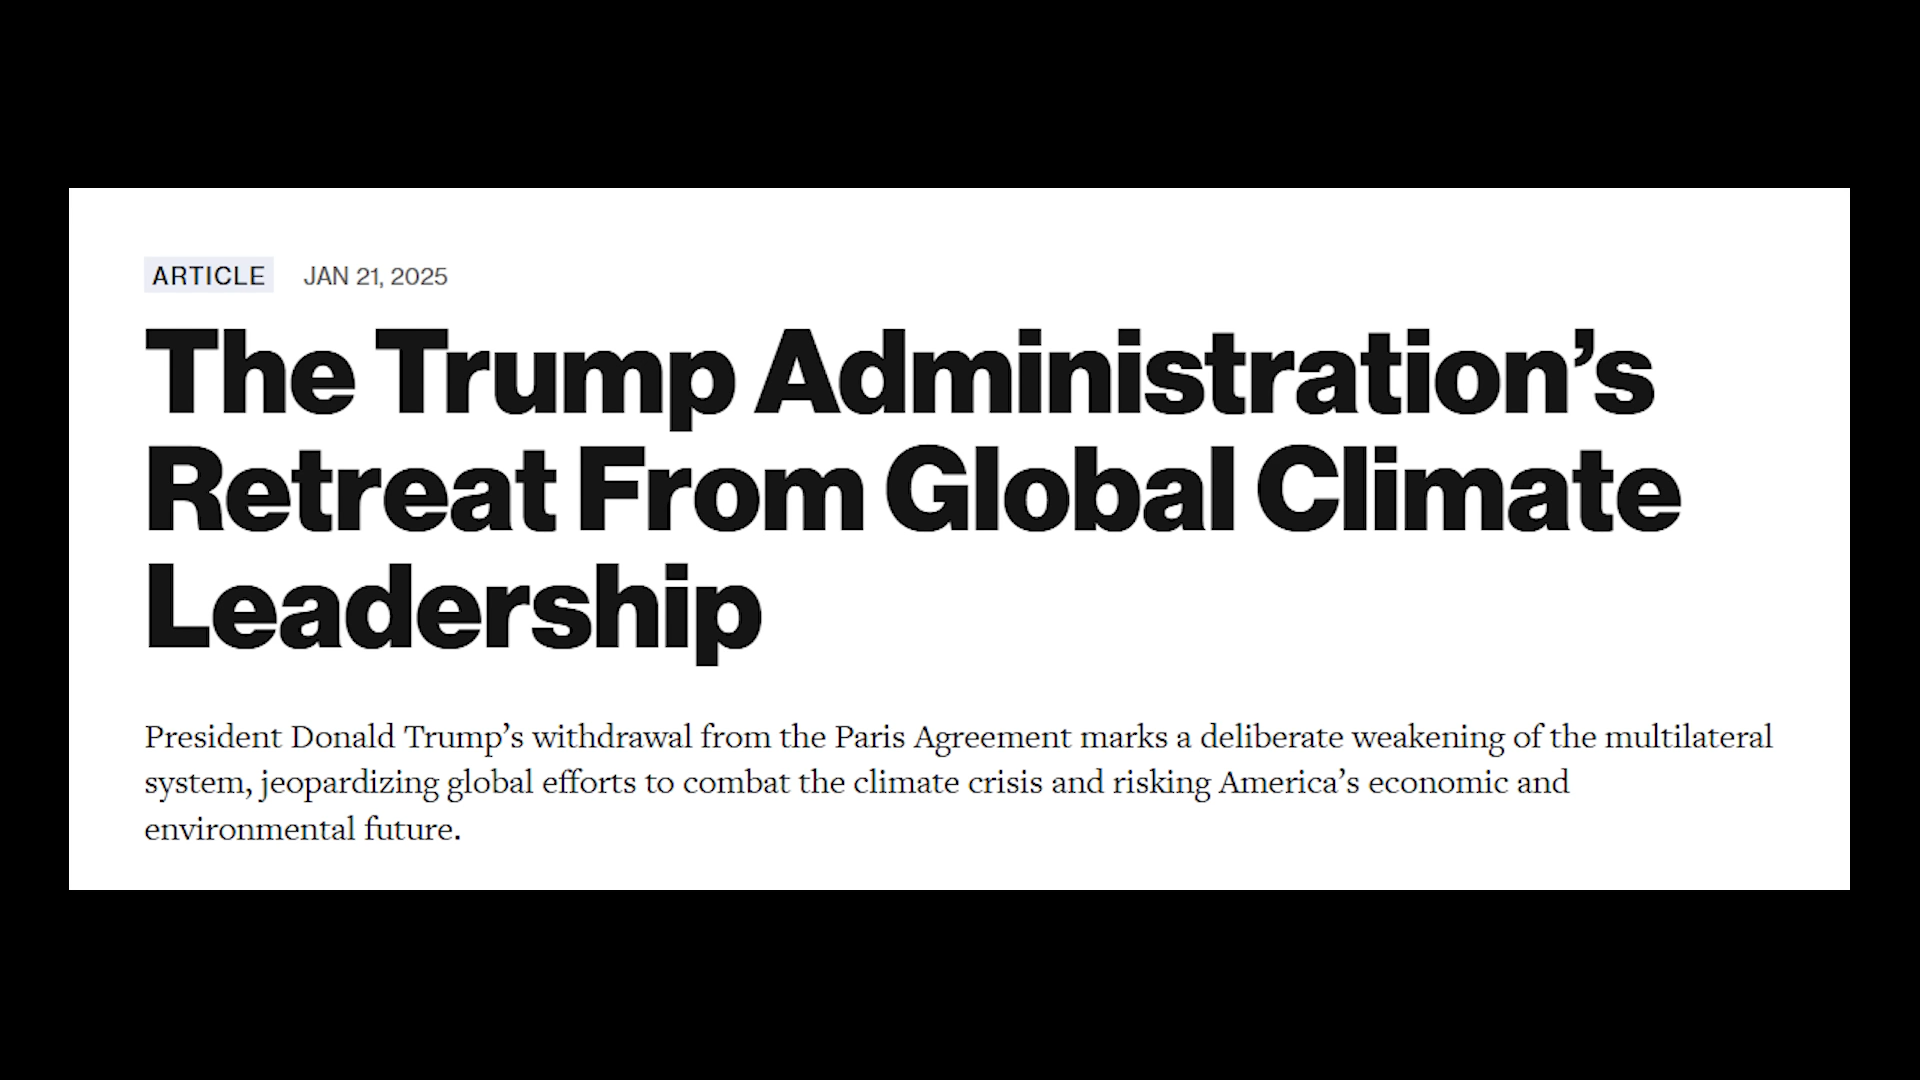 ARTICLE JAN 21, 2025
The Trump Administration’s
Retreat From Global Climate
Leadership
President Donald Trump’s withdrawal from the Paris Agreement marks a deliberate weakening of the multilateral
system, jeopardizing global efforts to combat the climate crisis and risking America’s economic and
environmental future.